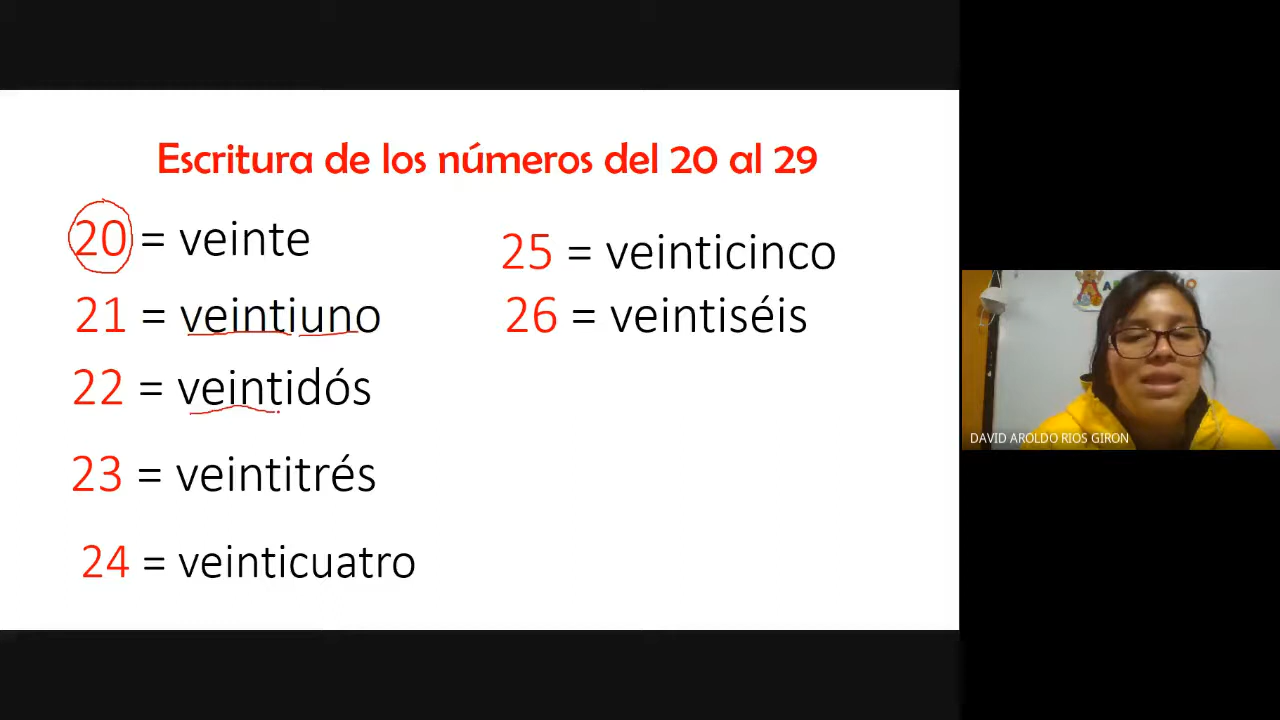 Escritura de los números del 20 al 29
20 = veinte
21 = veintiuno
22 = veintidós
23 = veintitrés
24 = veinticuatro
25 = veinticinco
26 = veintiséis
DAVID AROLDO RIOS GIRON